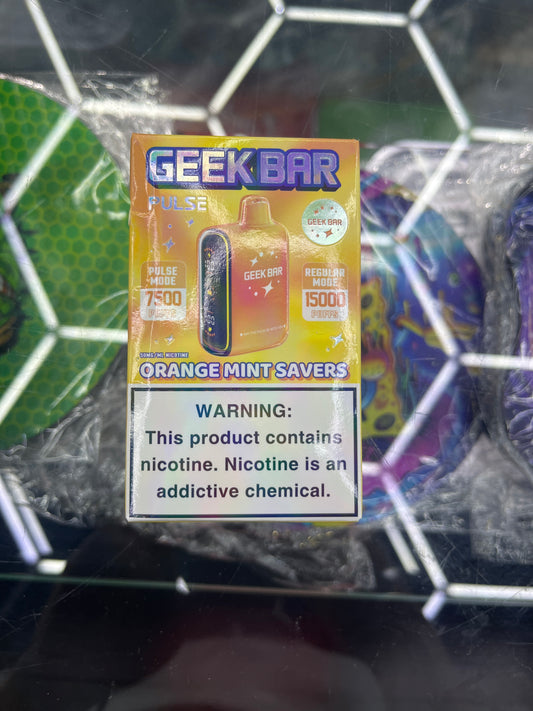 GEEK BAR
PULSE
GEEK BAR
GEEK BAR
PULSE
MODE
7500
PUFFS
REGULAR
MODE
15000
PUFFS
50MG/ML NICOTINE
ORANGE MINT SAVERS
WARNING:
This product contains
nicotine. Nicotine is an
addictive chemical.